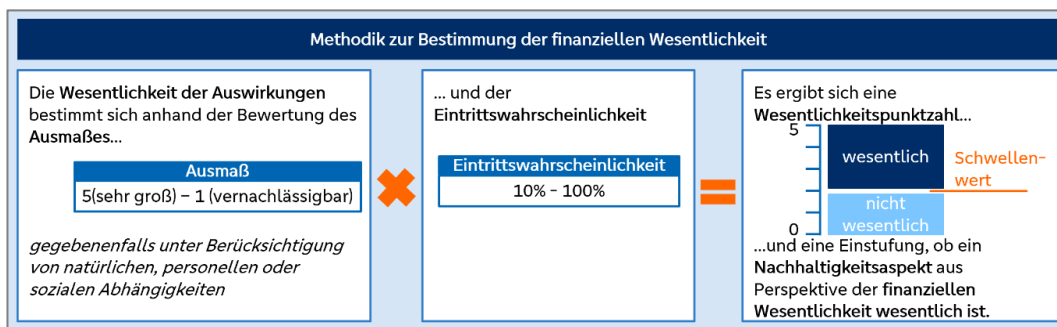 Methodik zur Bestimmung der finanziellen Wesentlichkeit
Die Wesentlichkeit der Auswirkungen
bestimmt sich anhand der Bewertung des
Ausmaßes...
Ausmaß
5(sehr groß) – 1 (vernachlässigbar)
gegebenenfalls unter Berücksichtigung
von natürlichen, personellen oder
sozialen Abhängigkeiten
... und der
Eintrittswahrscheinlichkeit
Eintrittswahrscheinlichkeit
10% - 100%
Es ergibt sich eine
Wesentlichkeitspunktzahl...
5
wesentlich
Schwellen-
wert
nicht
wesentlich
0
...und eine Einstufung, ob ein
Nachhaltigkeitsaspekt aus
Perspektive der finanziellen
Wesentlichkeit wesentlich ist.